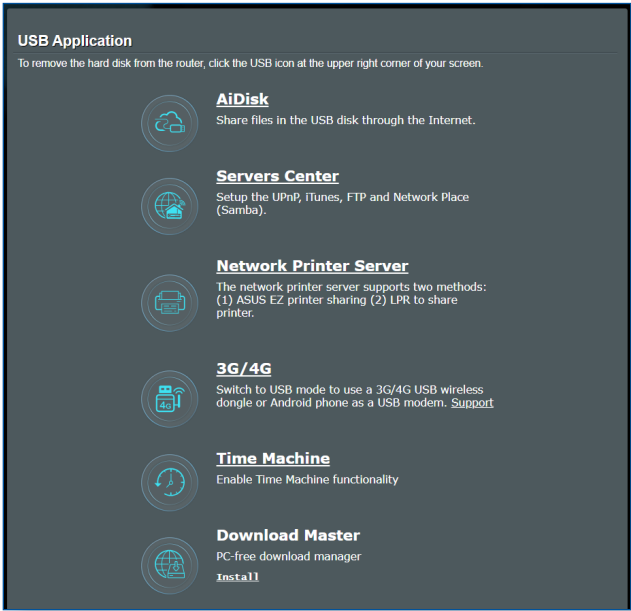 USB Application
To remove the hard disk from the router, click the USB icon at the upper right corner of your screen.
AiDisk
Share files in the USB disk through the Internet.
Servers Center
Setup the UPnP, iTunes, FTP and Network Place
(Samba).
Network Printer Server
The network printer server supports two methods:
(1) ASUS EZ printer sharing (2) LPR to share
printer.
3G/4G
Switch to USB mode to use a 3G/4G USB wireless
dongle or Android phone as a USB modem. Support
4G
Time Machine
Enable Time Machine functionality
Download Master
PC-free download manager
Install